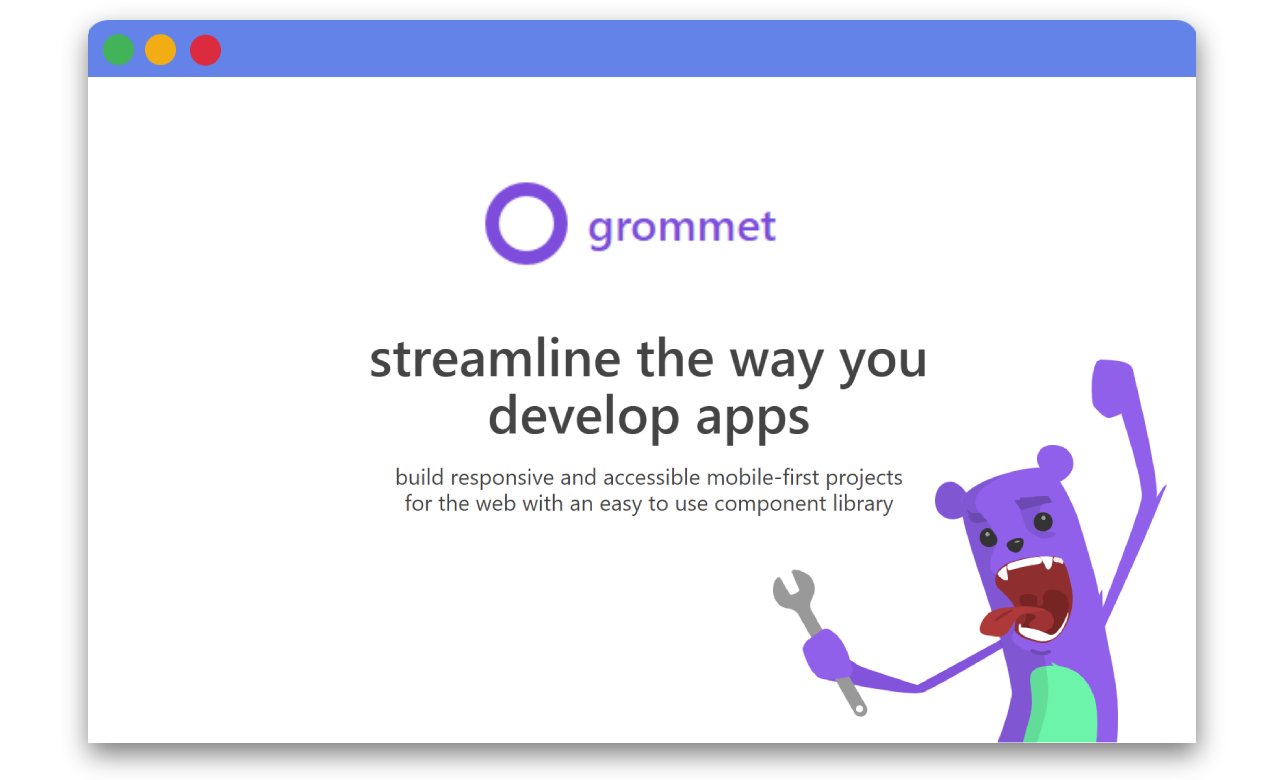 grommet
streamline the way you
develop apps
build responsive and accessible mobile-first projects
for the web with an easy to use component library